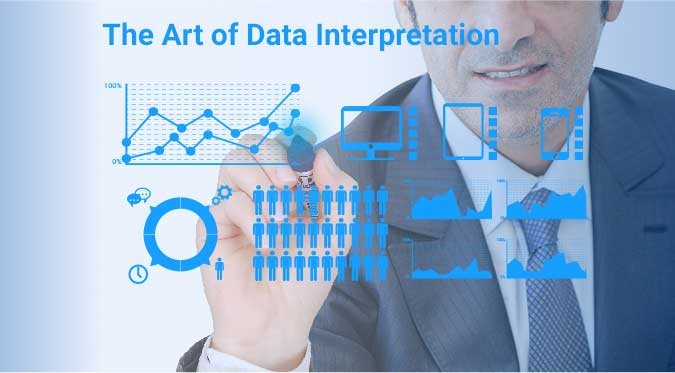 The Art of Data Interpretation
100%
0%